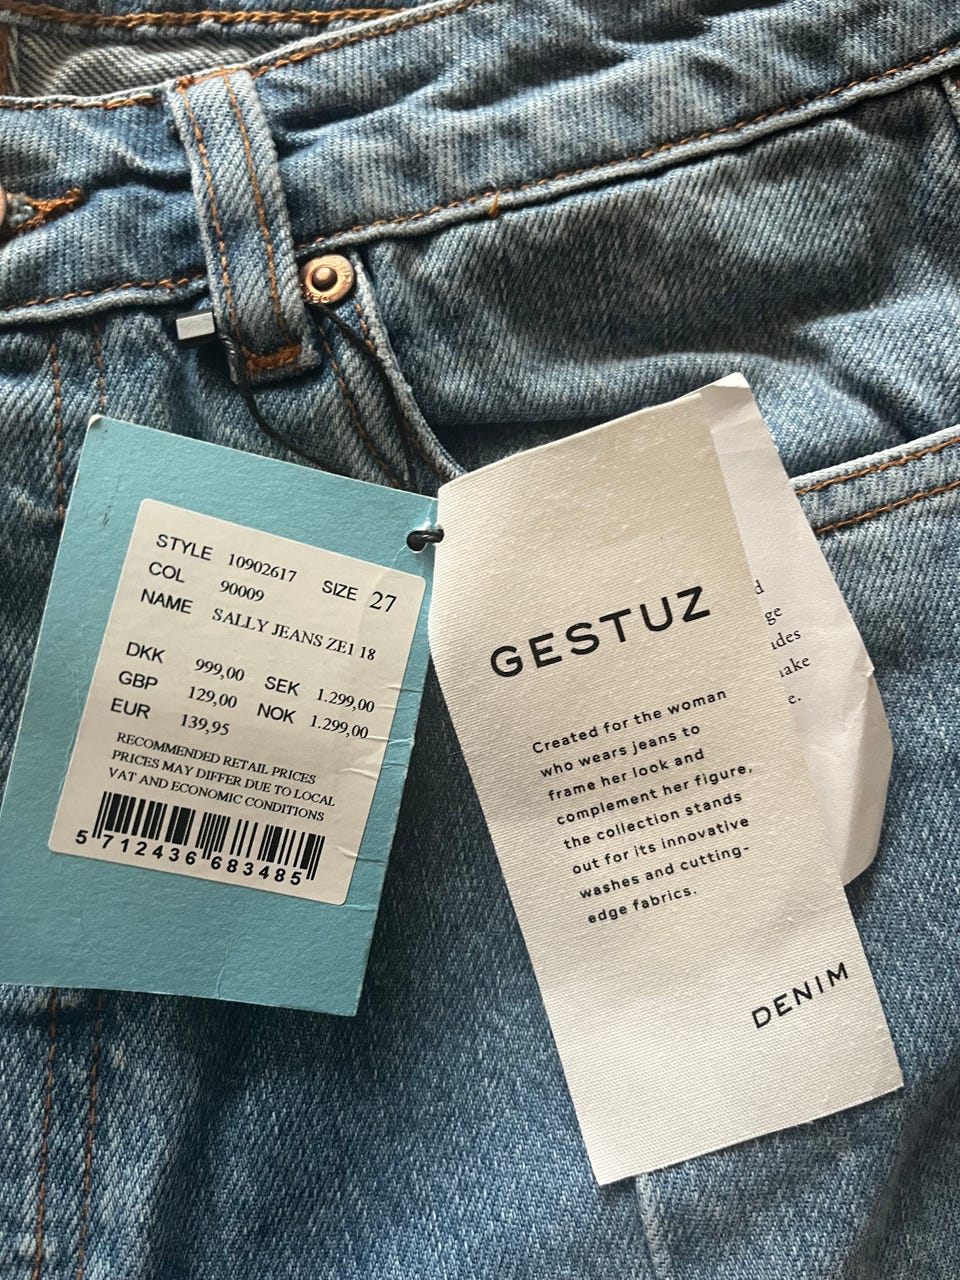 STYLE 10902617 SIZE 27
COL 90009
NAME SALLY JEANS ZE1 18
DKK 999,00 SEK 1.299,00
GBP 129,00 NOK 1.299,00
EUR 139,95
RECOMMENDED RETAIL PRICES
PRICES MAY DIFFER DUE TO LOCAL
VAT AND ECONOMIC CONDITIONS
5 712436 683485
GESTUZ
Created for the woman
who wears jeans to
frame her look and
complement her figure,
the collection stands
out for its innovative
washes and cutting-
edge fabrics.
DENIM